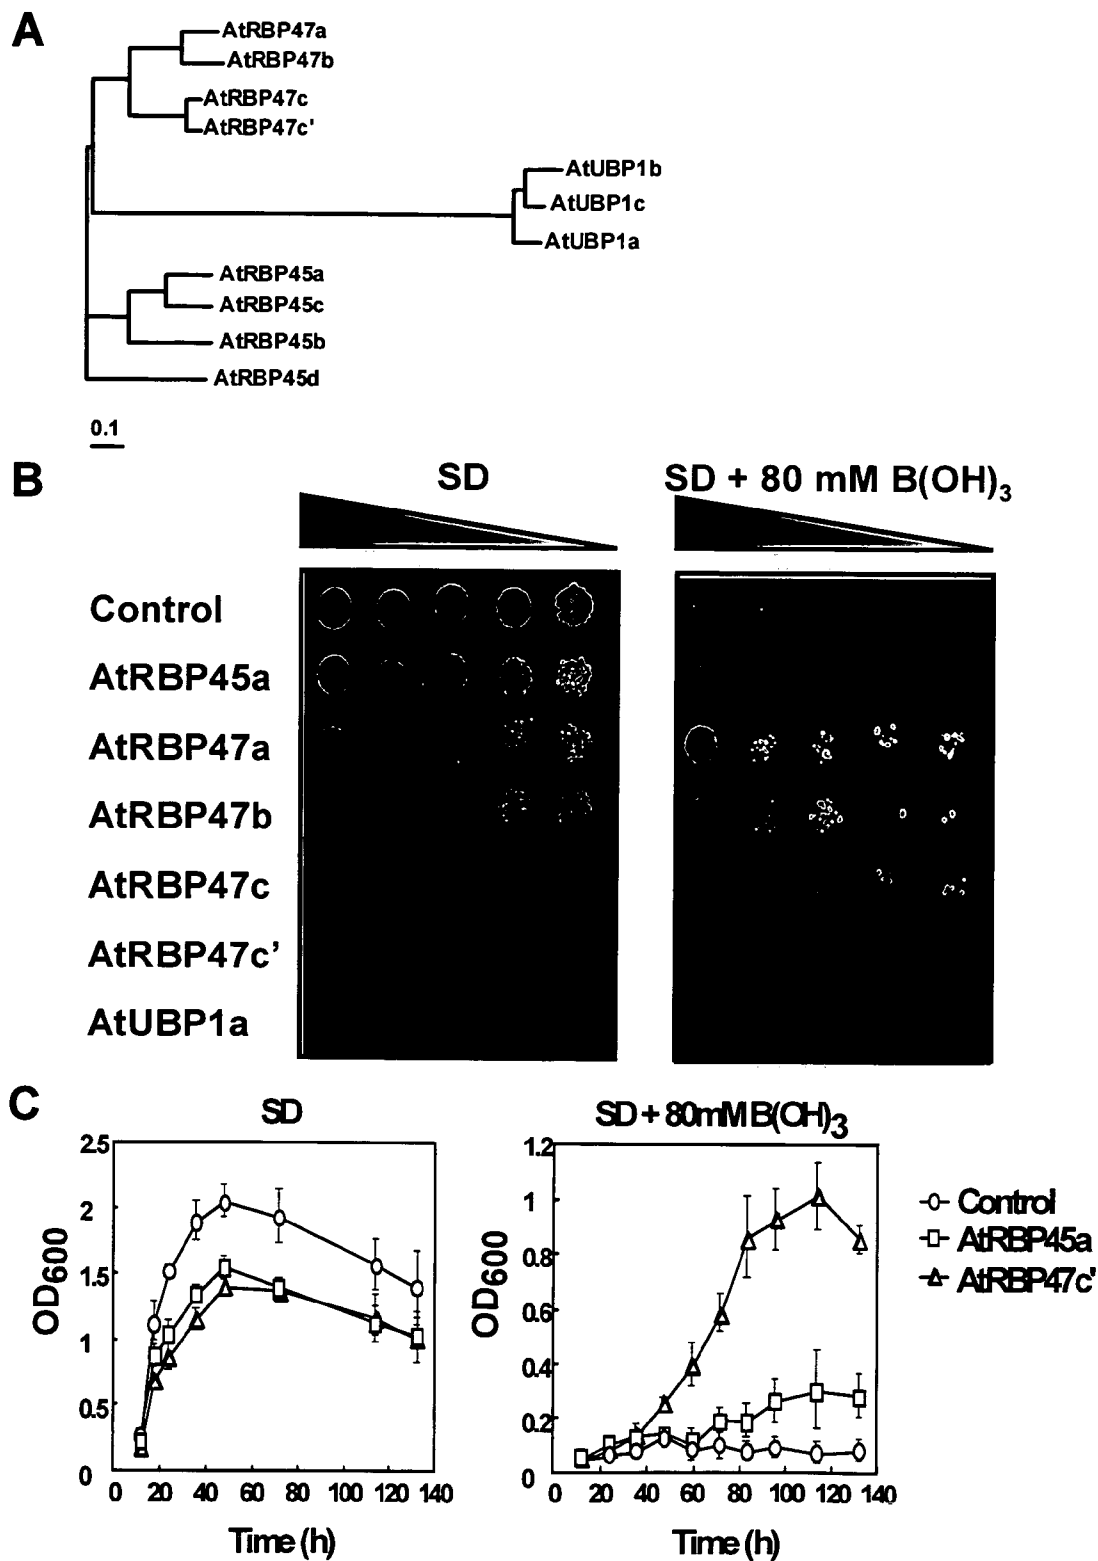 A
AtRBP47a
AtRBP47b
AtRBP47c
AtRBP47c'
AtUBP1b
AtUBP1c
AtUBP1a
AtRBP45a
AtRBP45c
AtRBP45b
AtRBP45d
0.1
B
SD
SD + 80 mM B(OH)3
Control
AtRBP45a
AtRBP47a
AtRBP47b
AtRBP47c
AtRBP47c’
AtUBP1a
C
SD
SD + 80mM B(OH)3
2.5
2
1.5
1
0.5
0
OD600
0 20 40 60 80 100 120 140
Time (h)
1.2
1
0.8
0.6
0.4
0.2
0
OD600
0 20 40 60 80 100 120 140
Time (h)
Control
AtRBP45a
AtRBP47c'